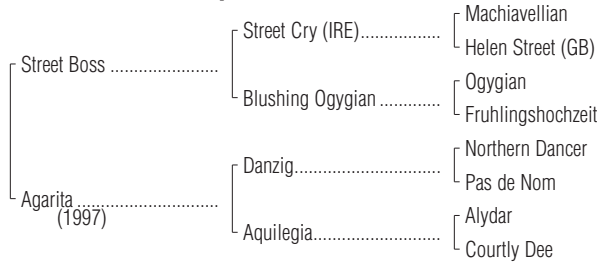 Machiavellian
Street Cry (IRE)..................
Helen Street (GB)
Street Boss ........................
Ogygian
Blushing Ogygian ..............
Fruhlingshochzeit
Northern Dancer
Danzig.................................
Pas de Nom
Agarita ...............................
(1997)
Alydar
Aquilegia.............................
Courtly Dee